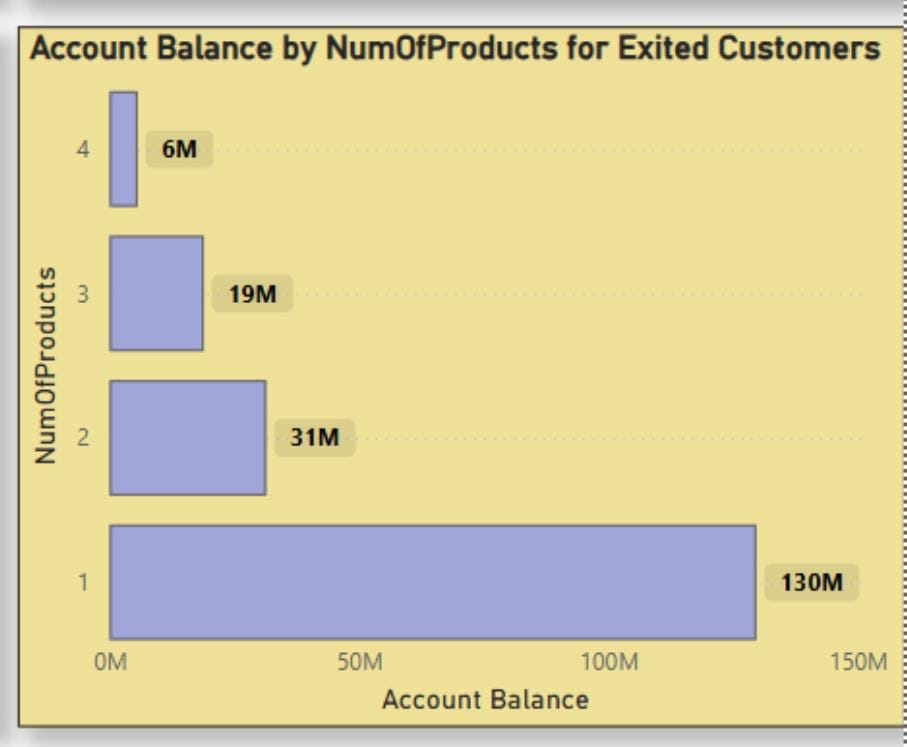 Account Balance by NumOfProducts for Exited Customers
4
6M
3
19M
NumOfProducts
2
31M
1
130M
0M 50M 100M 150M
Account Balance